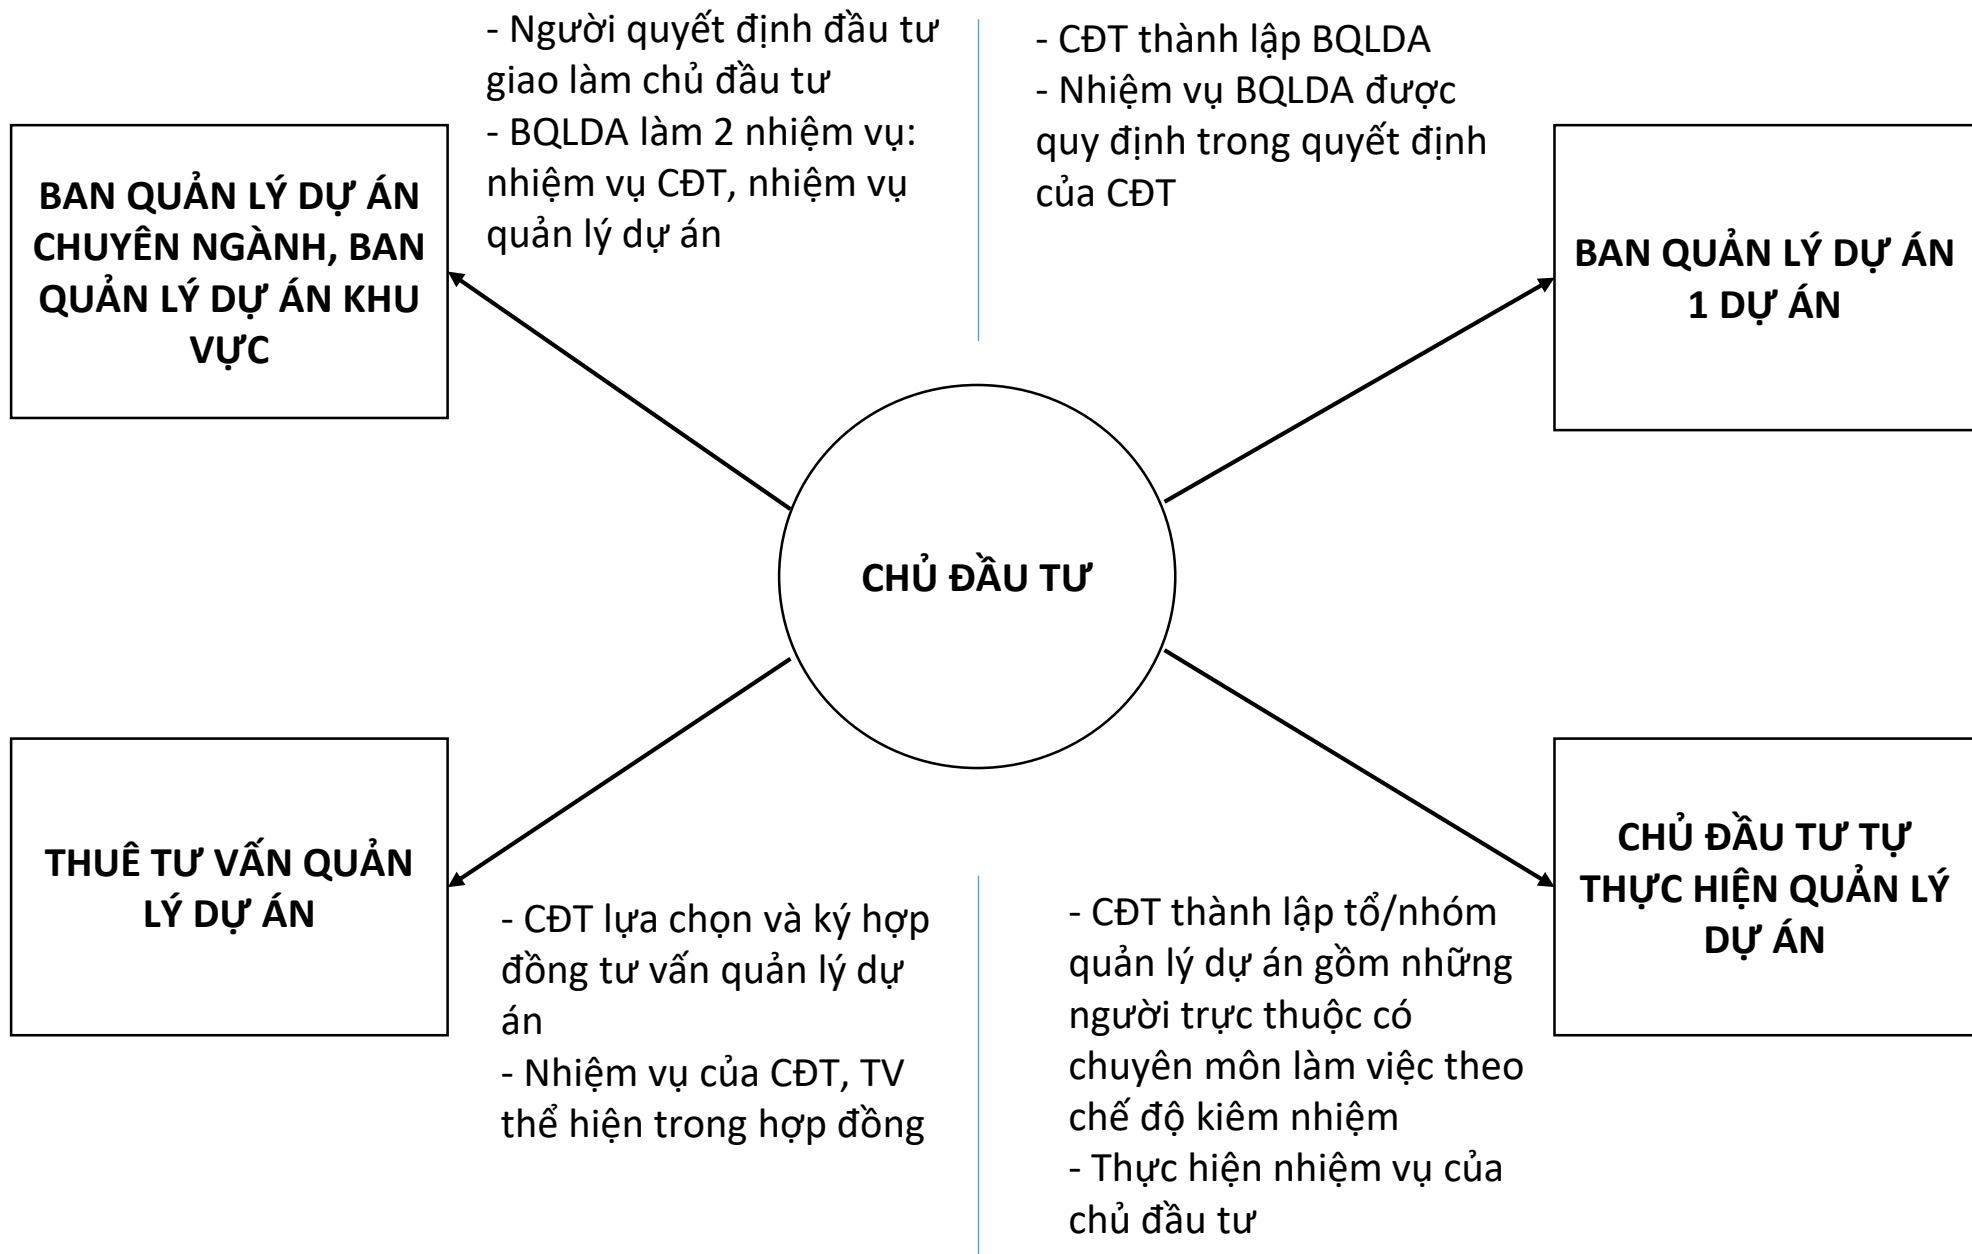 - Người quyết định đầu tư
giao làm chủ đầu tư
- BQLDA làm 2 nhiệm vụ:
nhiệm vụ CĐT, nhiệm vụ
quản lý dự án
- CĐT thành lập BQLDA
- Nhiệm vụ BQLDA được
quy định trong quyết định
của CĐT
BAN QUẢN LÝ DỰ ÁN
CHUYÊN NGÀNH, BAN
QUẢN LÝ DỰ ÁN KHU
VỰC
BAN QUẢN LÝ DỰ ÁN
1 DỰ ÁN
CHỦ ĐẦU TƯ
THUÊ TƯ VẤN QUẢN
LÝ DỰ ÁN
CHỦ ĐẦU TƯ TỰ
THỰC HIỆN QUẢN LÝ
DỰ ÁN
- CĐT lựa chọn và ký hợp
đồng tư vấn quản lý dự
án
- Nhiệm vụ của CĐT, TV
thể hiện trong hợp đồng
- CĐT thành lập tổ/nhóm
quản lý dự án gồm những
người trực thuộc có
chuyên môn làm việc theo
chế độ kiêm nhiệm
- Thực hiện nhiệm vụ của
chủ đầu tư